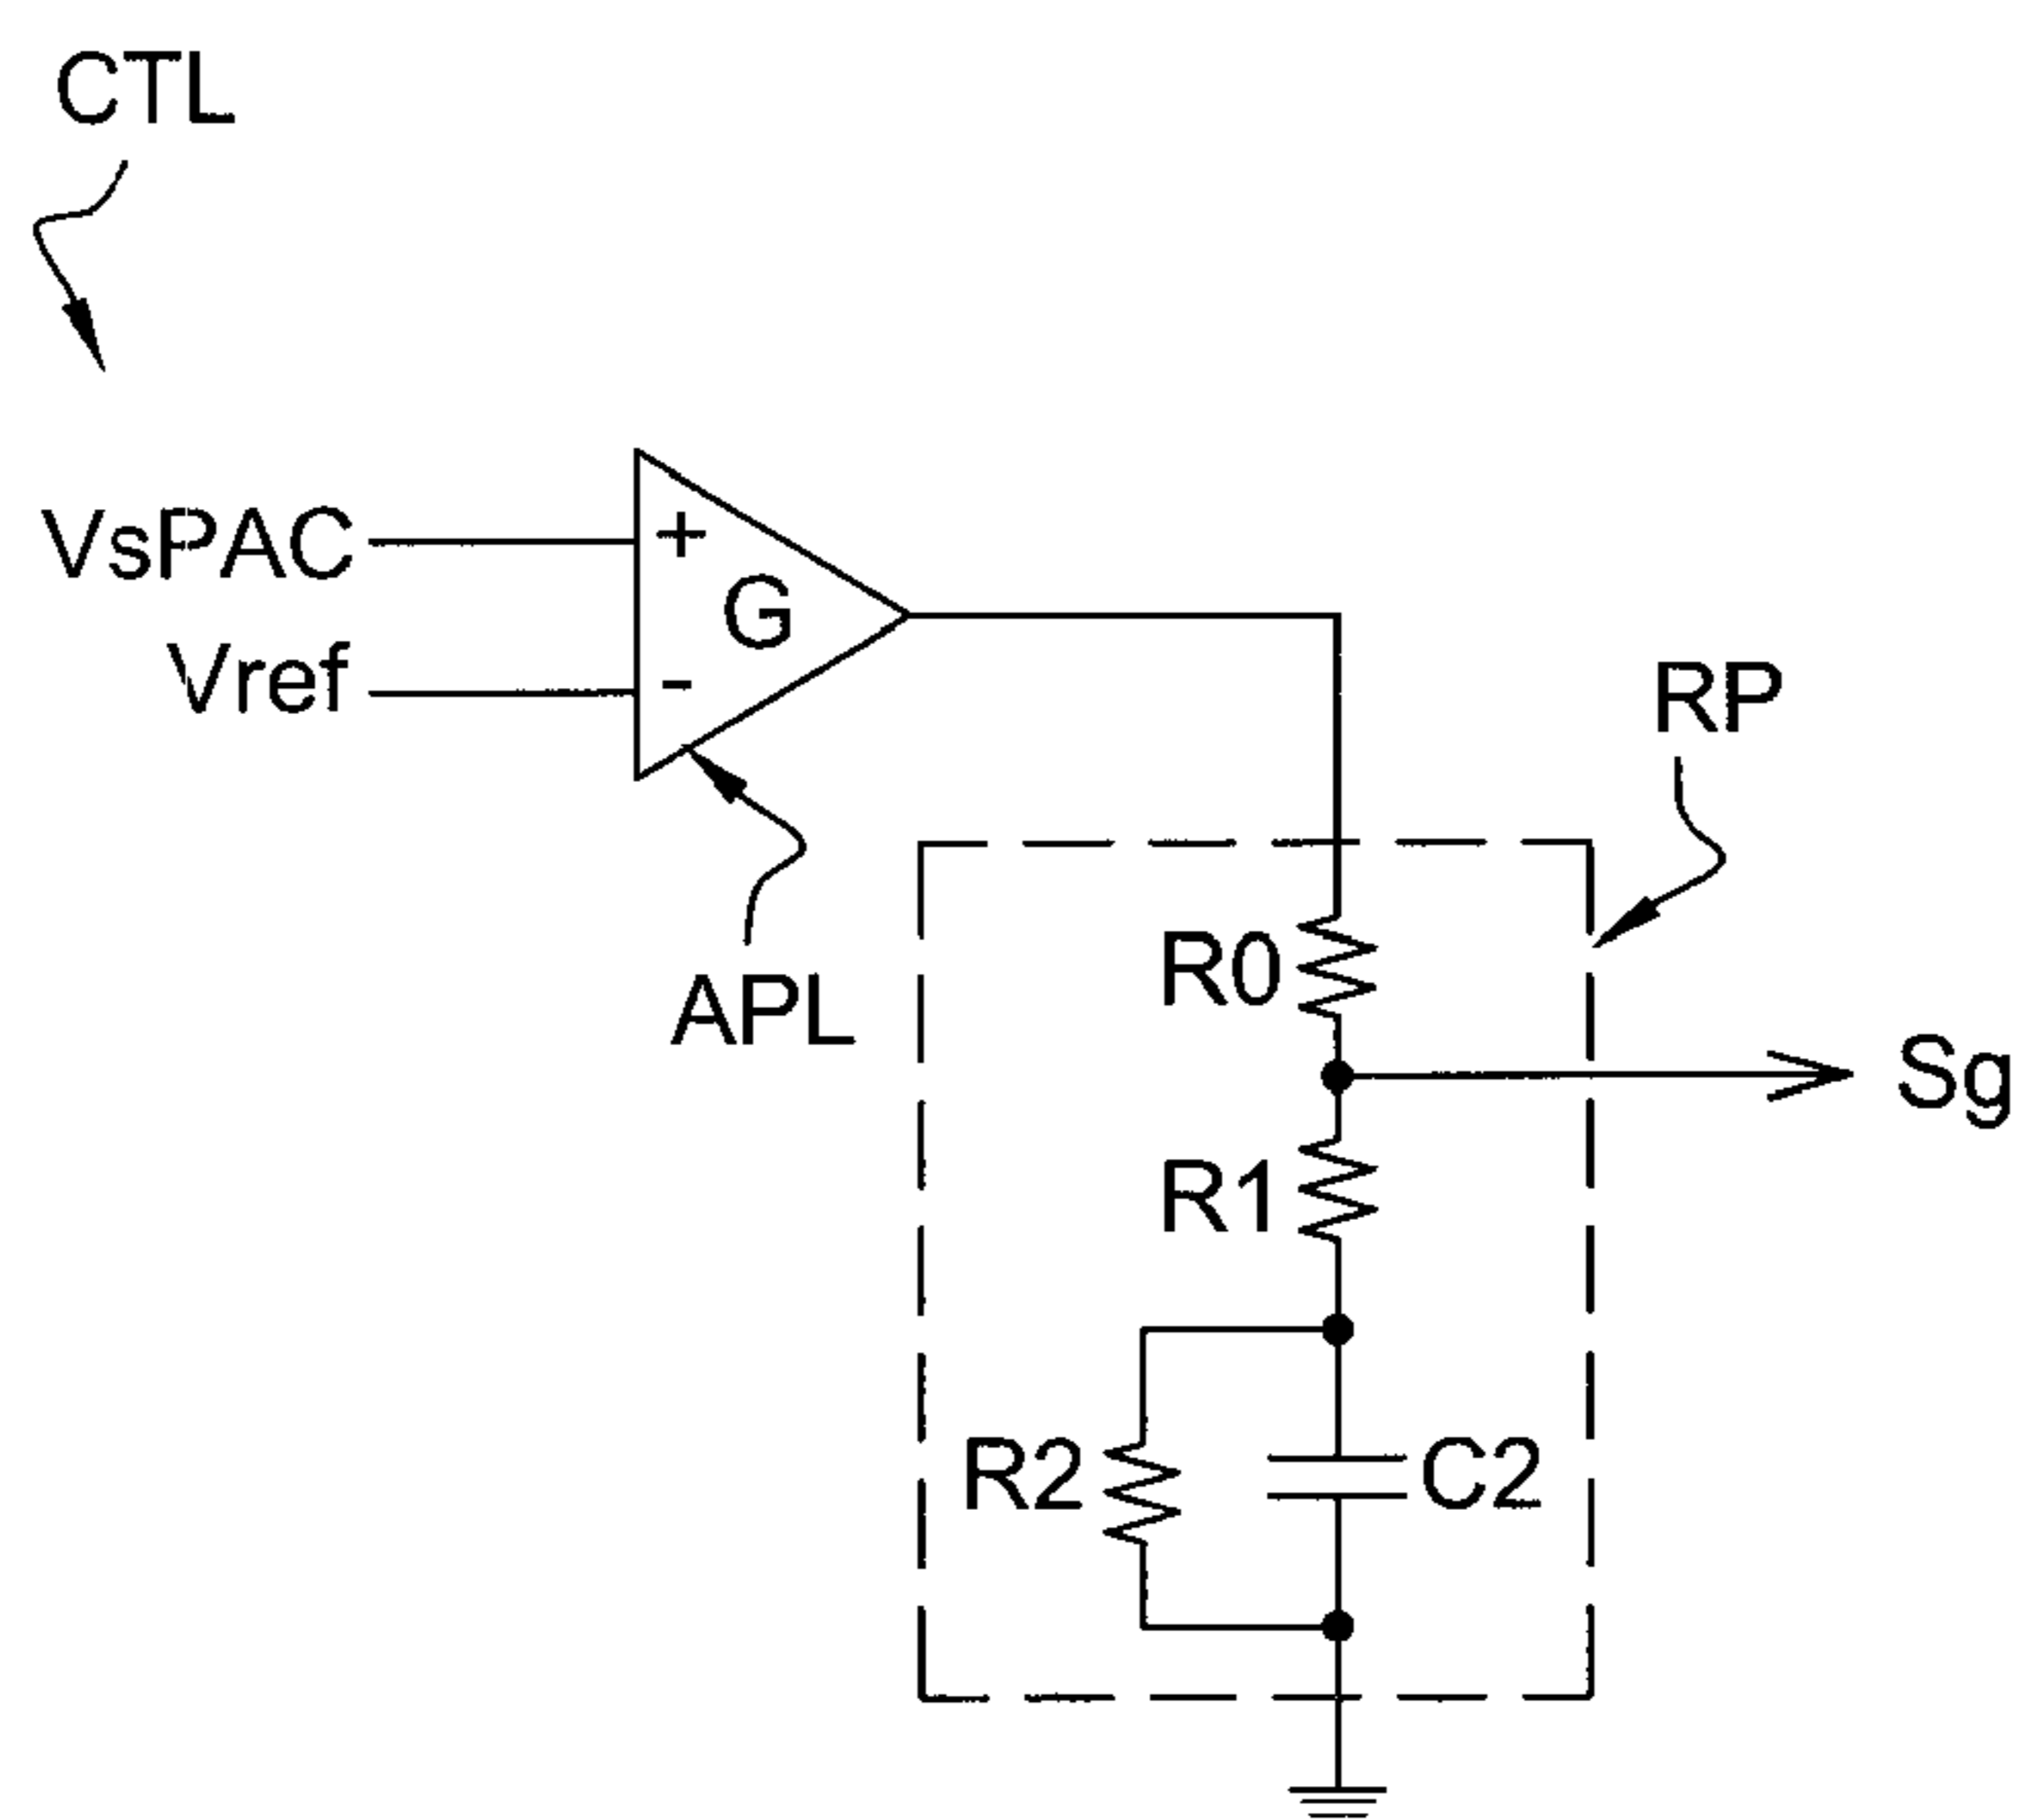 CTL
VsPAC
+
G
Vref
-
RP
APL
R0
Sg
R1
R2
C2